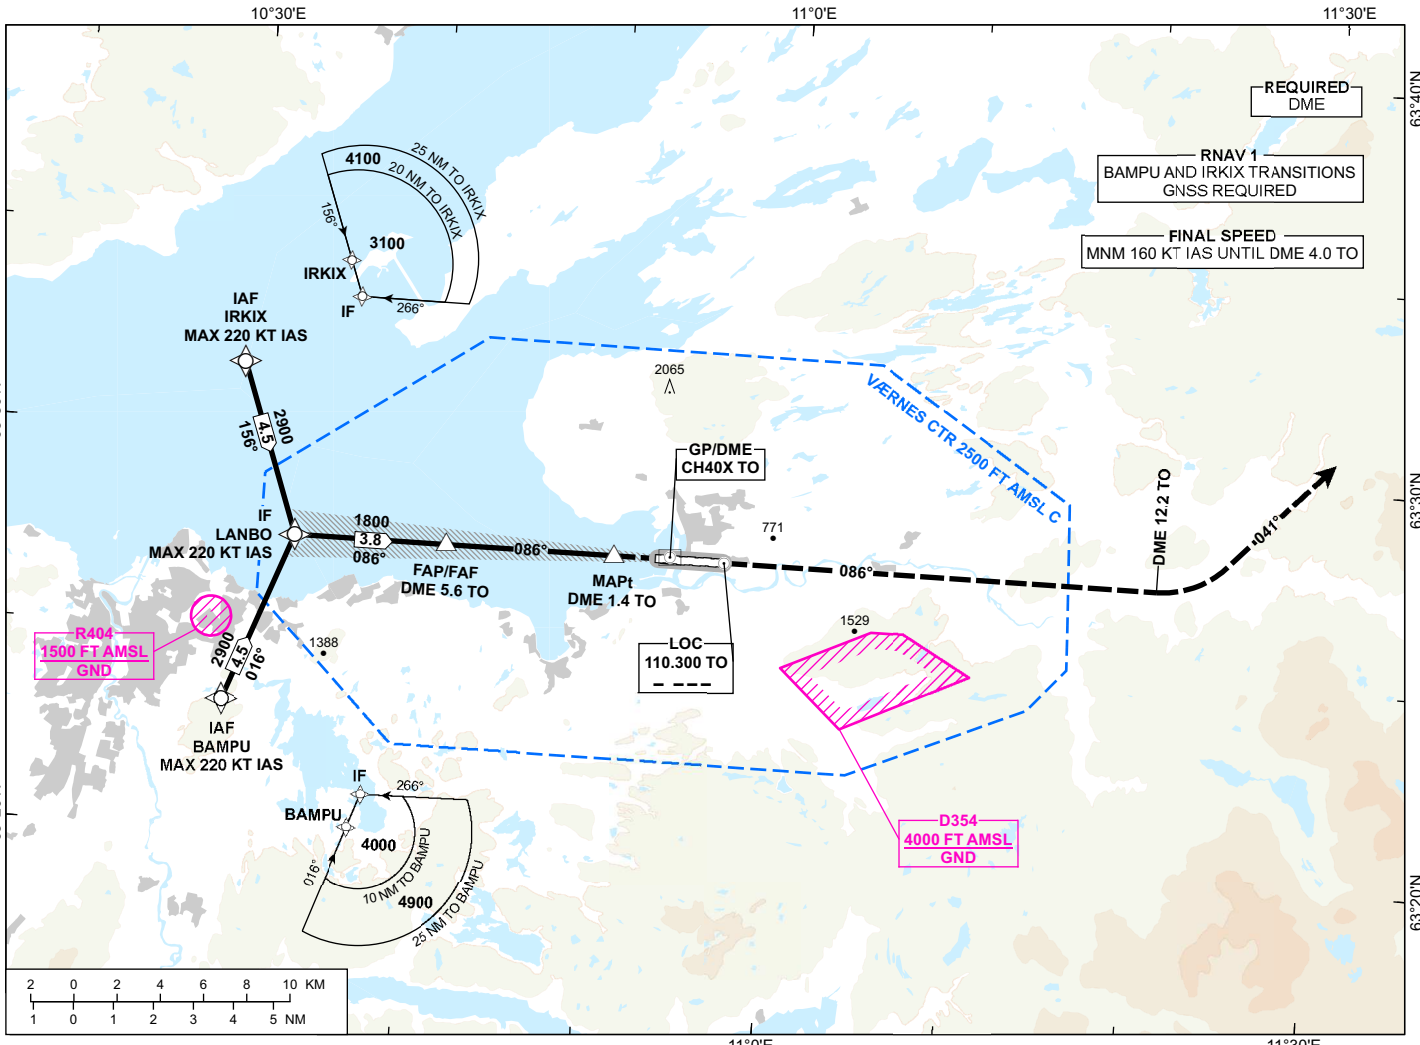 10°30'E
11°0'E
11°30'E
63°40'N
REQUIRED
DME
RNAV 1
BAMPU AND IRKIX TRANSITIONS
GNSS REQUIRED
FINAL SPEED
MNM 160 KT IAS UNTIL DME 4.0 TO
4100
25 NM TO IRKIX
20 NM TO IRKIX
156°
3100
IRKIX
IF
266°
IAF
IRKIX
MAX 220 KT IAS
2900
4.5
156°
2065
VÆRNES CTR 2500 FT AMSL C
GP/DME
CH40X TO
63°30'N
DME 12.2 TO
041°
IF
LANBO
MAX 220 KT IAS
1800
3.8
086°
086°
771
086°
FAP/FAF
DME 5.6 TO
MAPt
DME 1.4 TO
R404
1500 FT AMSL
GND
1388
1529
LOC
110.300 TO
2900
4.5
016°
IAF
BAMPU
MAX 220 KT IAS
IF
266°
BAMPU
016°
4000
10 NM TO BAMPU
4900
25 NM TO BAMPU
D354
4000 FT AMSL
GND
63°20'N
2 0 2 4 6 8 10 KM
1 0 1 2 3 4 5 NM
11°0'E
11°30'E